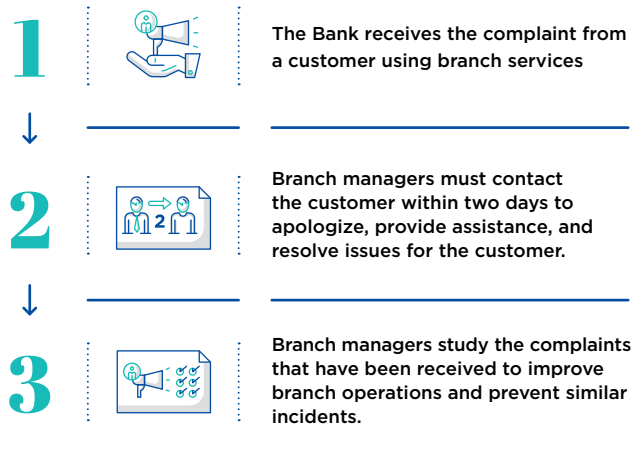 1
The Bank receives the complaint from
a customer using branch services
2
2
Branch managers must contact
the customer within two days to
apologize, provide assistance, and
resolve issues for the customer.
3
Branch managers study the complaints
that have been received to improve
branch operations and prevent similar
incidents.